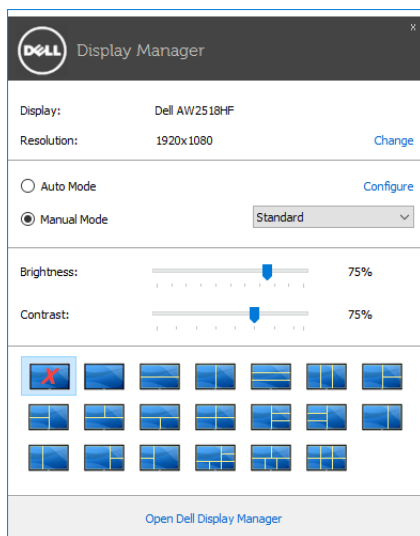 x
DELL Display Manager
Display: Dell AW2518HF
Resolution: 1920x1080 Change
Auto Mode Configure
Manual Mode Standard
Brightness: 75%
Contrast: 75%
Open Dell Display Manager